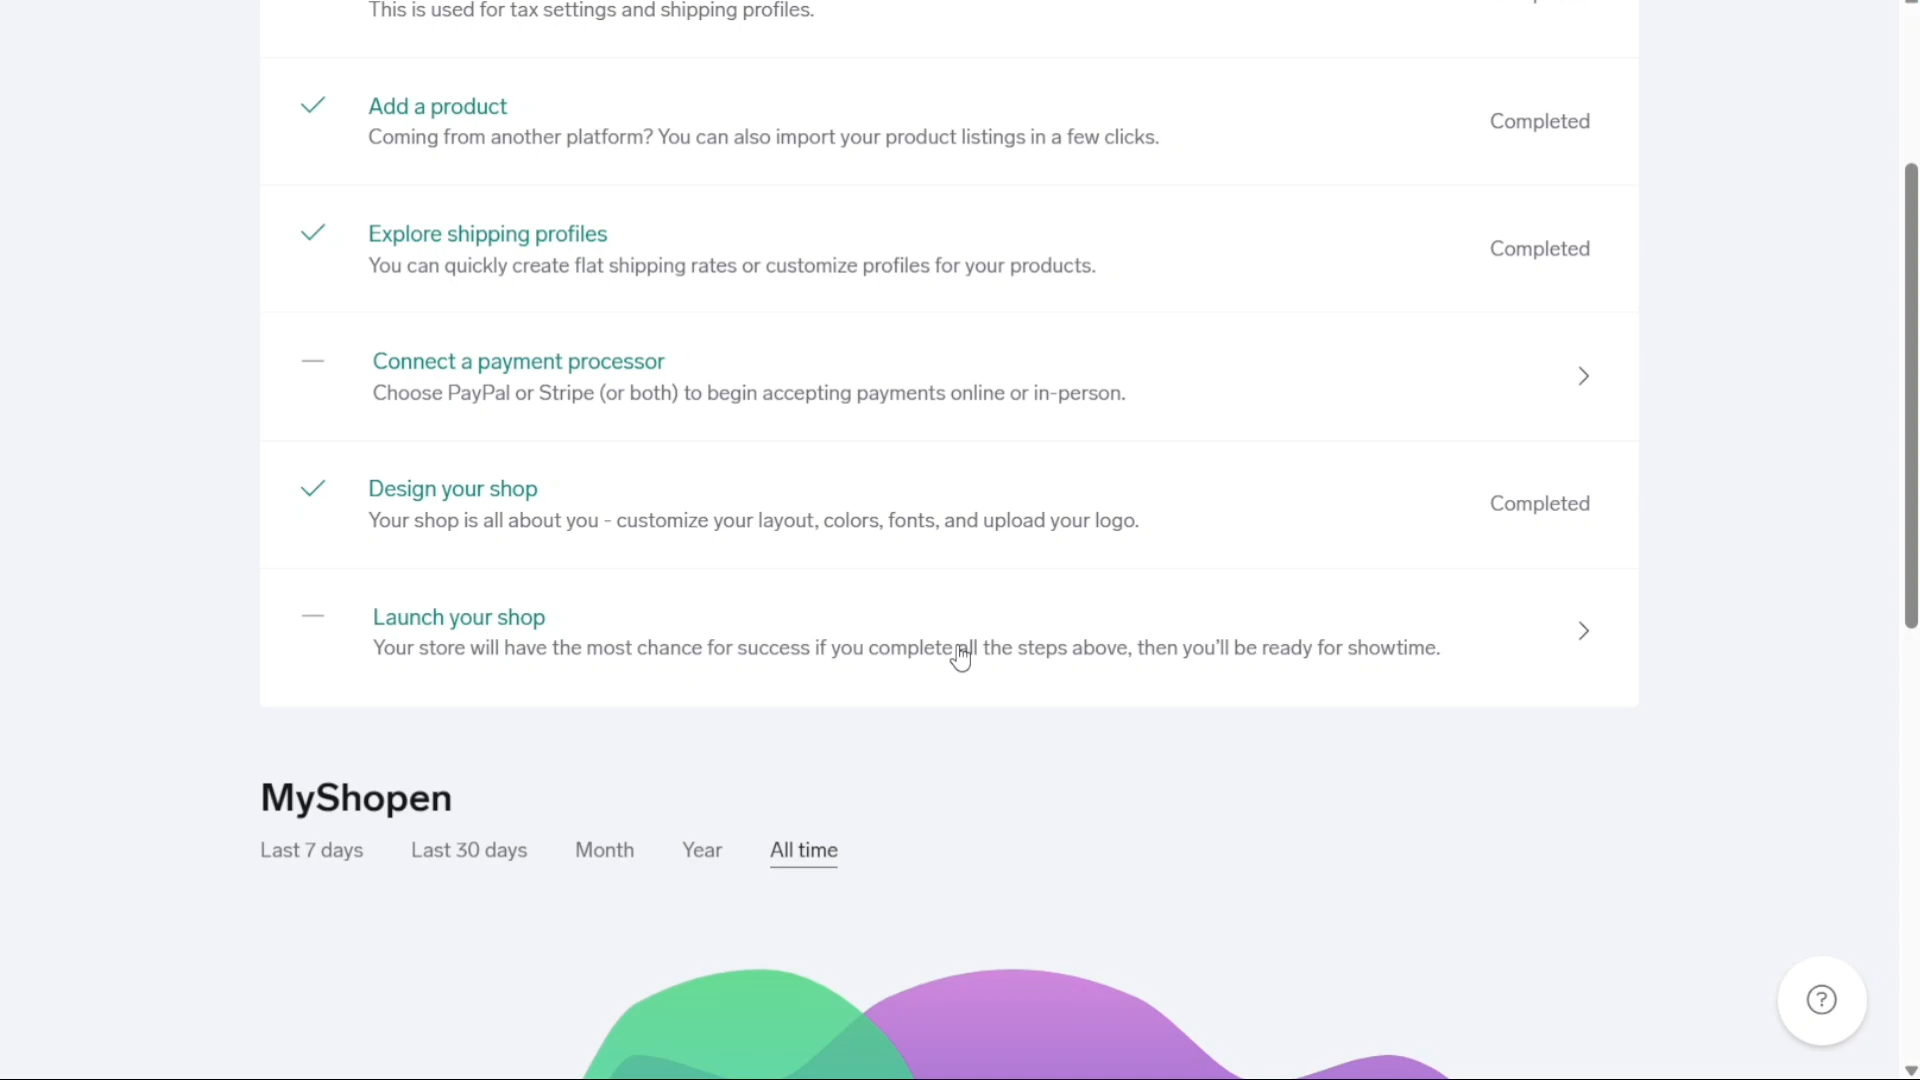 This is used for tax settings and shipping profiles.
Add a product
Coming from another platform? You can also import your product listings in a few clicks.
Completed
Explore shipping profiles
You can quickly create flat shipping rates or customize profiles for your products.
Completed
Connect a payment processor
Choose PayPal or Stripe (or both) to begin accepting payments online or in-person.
Design your shop
Your shop is all about you - customize your layout, colors, fonts, and upload your logo.
Completed
Launch your shop
Your store will have the most chance for success if you complete all the steps above, then you'll be ready for showtime.
MyShopen
Last 7 days Last 30 days Month Year All time
?